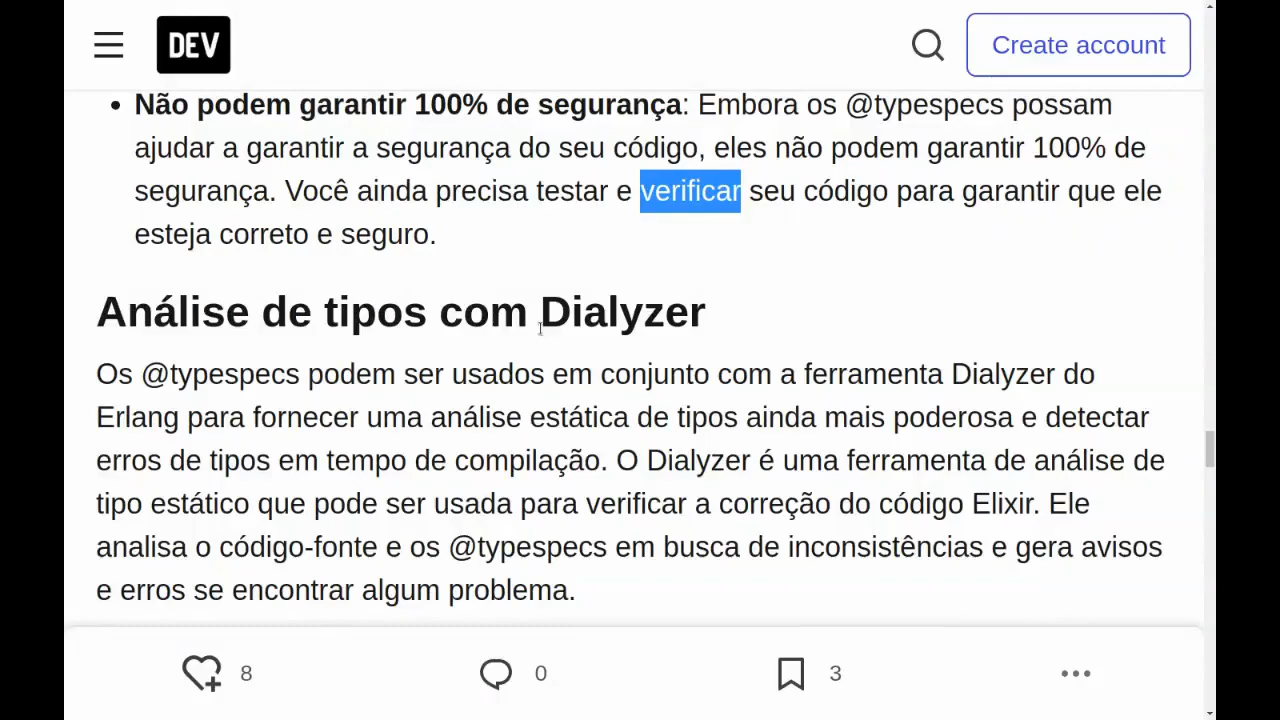 DEV
Create account
• Não podem garantir 100% de segurança: Embora os @typespecs possam
ajudar a garantir a segurança do seu código, eles não podem garantir 100% de
segurança. Você ainda precisa testar e verificar seu código para garantir que ele
esteja correto e seguro.
Análise de tipos com Dialyzer
Os @typespecs podem ser usados em conjunto com a ferramenta Dialyzer do
Erlang para fornecer uma análise estática de tipos ainda mais poderosa e detectar
erros de tipos em tempo de compilação. O Dialyzer é uma ferramenta de análise de
tipo estático que pode ser usada para verificar a correção do código Elixir. Ele
analisa o código-fonte e os @typespecs em busca de inconsistências e gera avisos
e erros se encontrar algum problema.
8
0
3